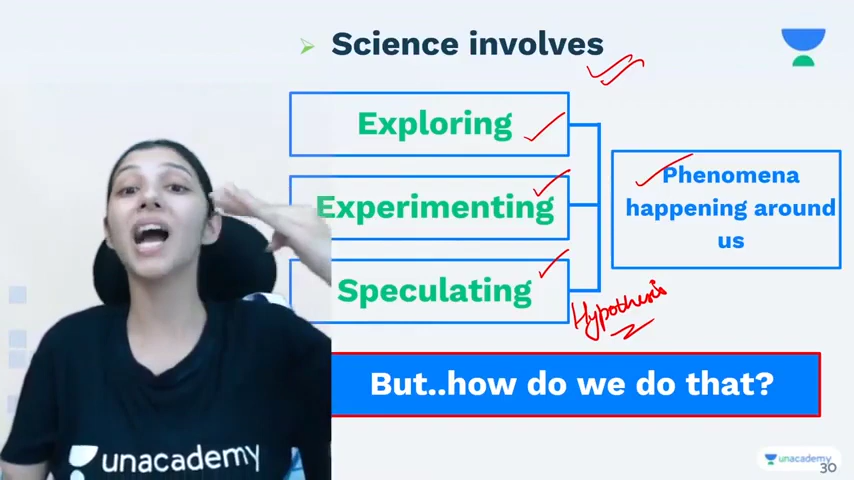 Science involves
Exploring
Experimenting
Speculating
Hypothesis
Phenomena
happening around
us
But..how do we do that?
unacademy
unacademy
30